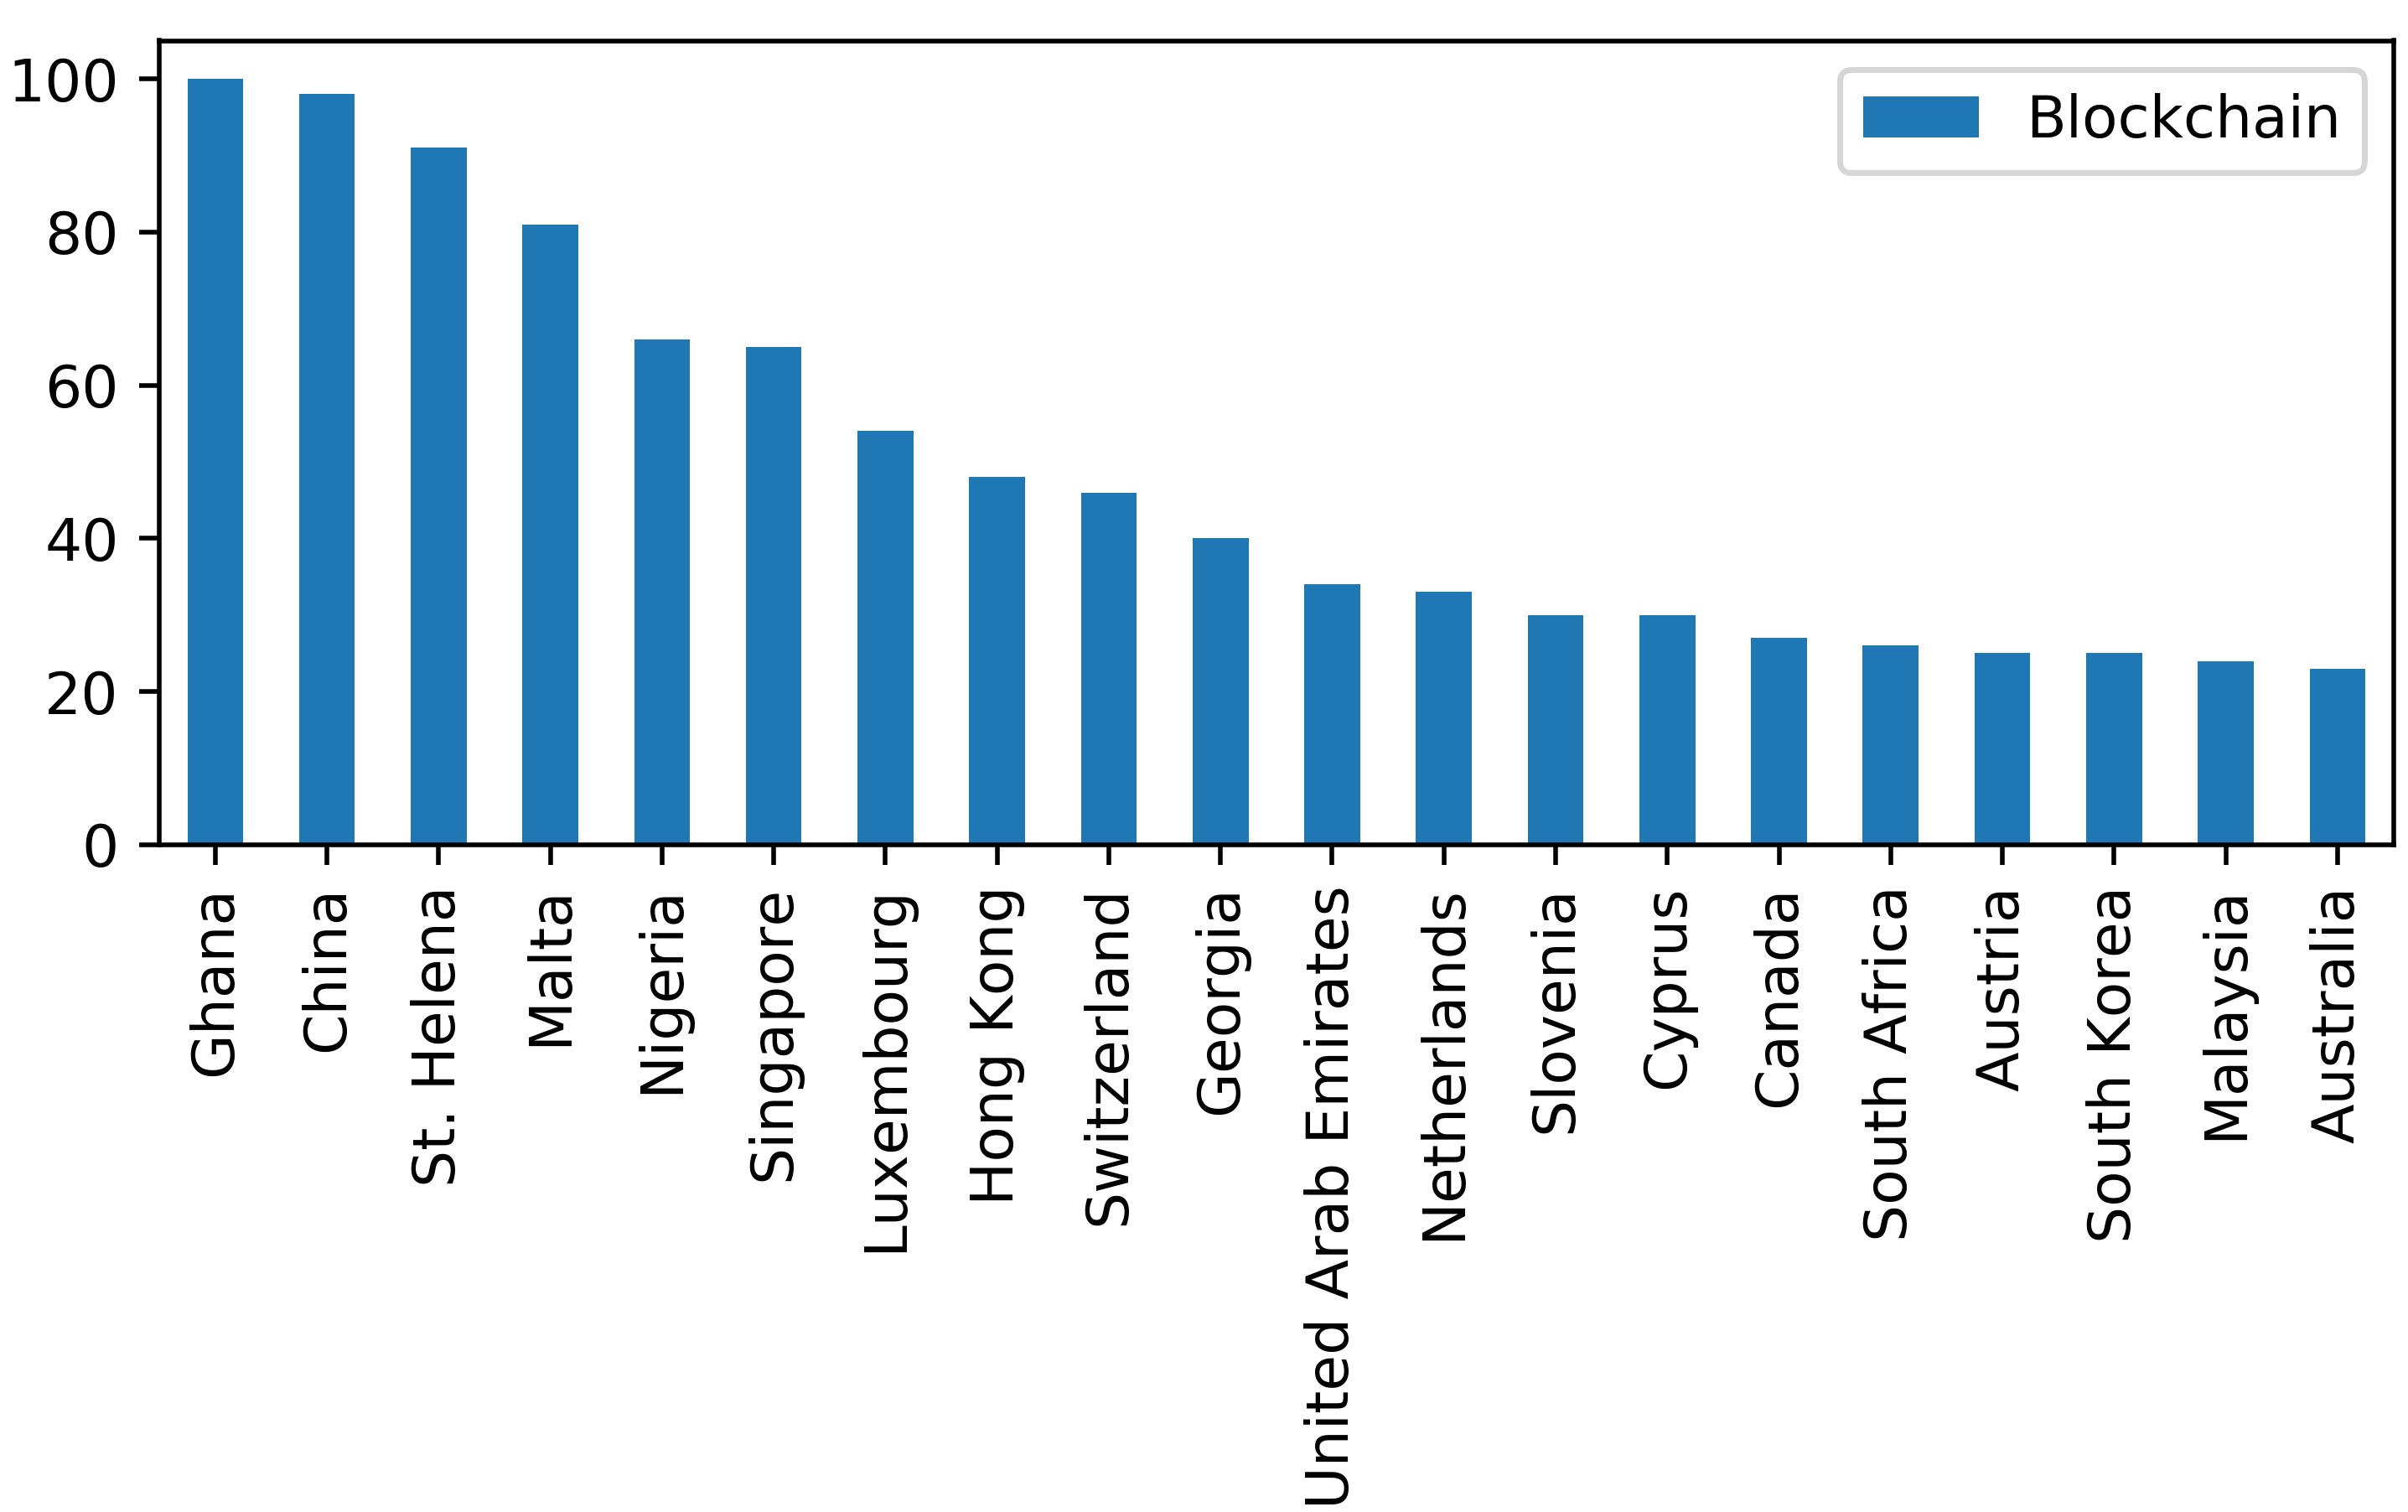 100
80
60
40
20
0
Blockchain
Ghana
China
St. Helena
Malta
Nigeria
Singapore
Luxembourg
Hong Kong
Switzerland
Georgia
United Arab Emirates
Netherlands
Slovenia
Cyprus
Canada
South Africa
Austria
South Korea
Malaysia
Australia